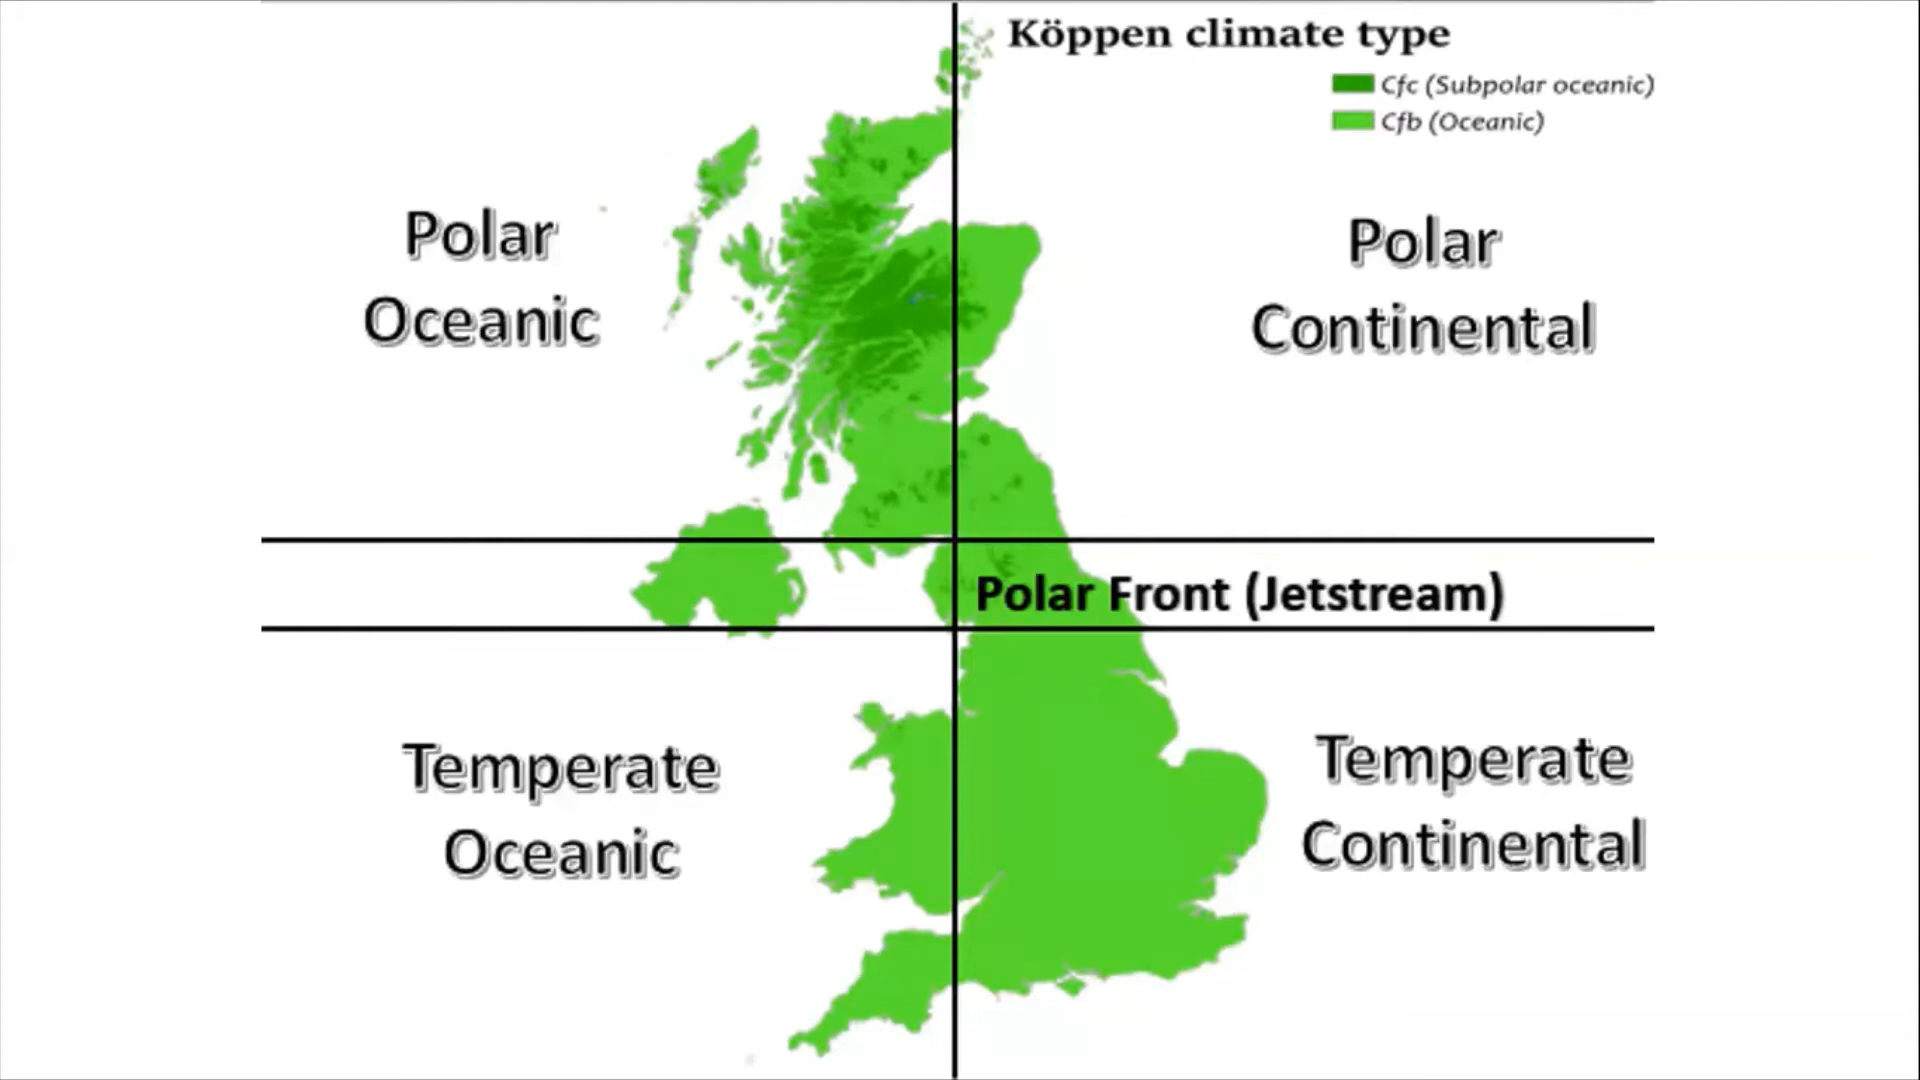 Köppen climate type
Cfc (Subpolar oceanic)
Cfb (Oceanic)
Polar
Oceanic
Polar
Continental
Polar Front (Jetstream)
Temperate
Oceanic
Temperate
Continental